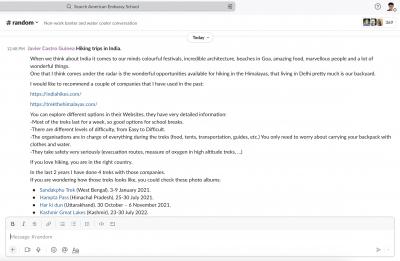 Search American Embassy School
# random
Non-work banter and water cooler conversation
269
Today
12:48 PM Javier Castro Guinea Hiking trips in India.
When we think about India it comes to our minds colourful festivals, incredible architecture, beaches in Goa, amazing food, marvellous people and a lot of
wonderful things.
One that I think comes under the radar is the wonderful opportunities available for hiking in the Himalayas, that living in Delhi pretty much is our backyard.
I would like to recommend a couple of companies that I have used in the past:
https://indiahikes.com/
https://trekthehimalayas.com/
You can explore different options in their Websites, they have very detailed information:
-Most of the treks last for a week, so good options for school breaks.
-There are different levels of difficulty, from Easy to Difficult.
-The organisations are in charge of everything during the treks (food, tents, transportation, guides, etc.) You only need to worry about carrying your backpack with
clothes and water.
-They take safety very seriously (evacuation routes, measure of oxygen in high altitude treks, ...)
If you love hiking, you are in the right country.
In the last 2 years I have done 4 treks with those companies.
If you are wondering how those treks looks like, you could check these photo albums:
Sandakphu Trek (West Bengal). 3-9 January 2021.
Hampta Pass (Himachal Pradesh), 25-30 July 2021.
Har ki dun (Uttarakhand). 30 October - 6 November 2021.
Kashmir Great Lakes (Kashmir), 23-30 July 2022.
B I S
Message #random
Aa